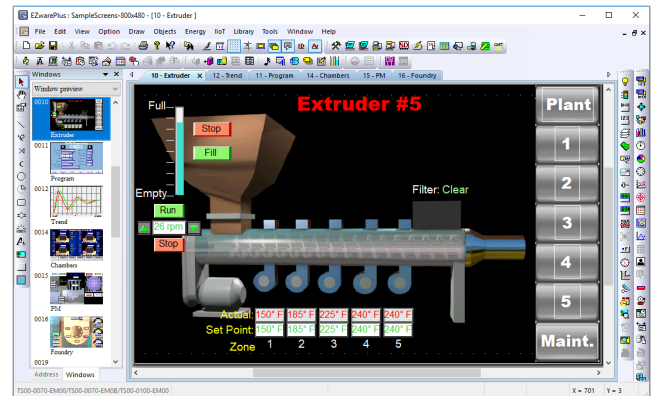 EZwarePlus : SampleScreens-800x480 - [10 - Extruder ]
File Edit View Option Draw Objects Energy IIoT Library Tools Window Help
Windows
10 - Extruder
12 - Trend
11 - Program
14 - Chambers
15 - PM
16 - Foundry
Window preview
0010
Extruder
0011
Program
0012
Trend
0014
Chambers
0015
PM
0016
Foundry
0019
Address Windows
Full
Extruder #5
Stop
Fill
Empty
Filter: Clear
Run
26 rpm
Stop
Plant
1
2
3
4
5
Maint.
Actual: 150° F 185° F 225° F 240° F 240° F
Set Point: 150° F 185° F 225° F 240° F 240° F
Zone 1 2 3 4 5
TS00-0070-EM00/TS00-0070-EM0B/TS00-0100-EM00
X = 701 Y = 3